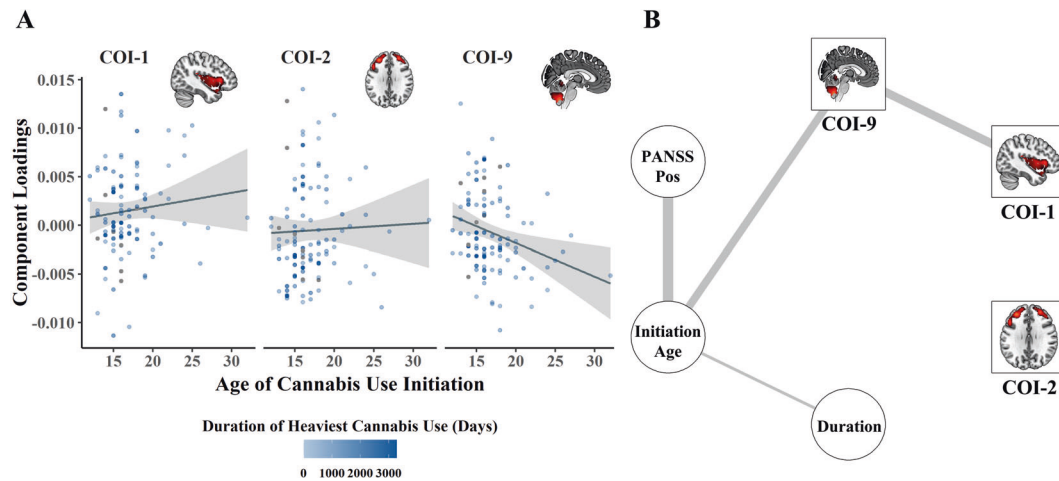 A
COI-1
COI-2
COI-9
Component Loadings
0.015
0.010
0.005
0.000
-0.005
-0.010
15 20 25 30 15 20 25 30 15 20 25 30
Age of Cannabis Use Initiation
Duration of Heaviest Cannabis Use (Days)
0 1000 2000 3000
B
COI-9
PANSS
Pos
COI-1
Initiation
Age
COI-2
Duration